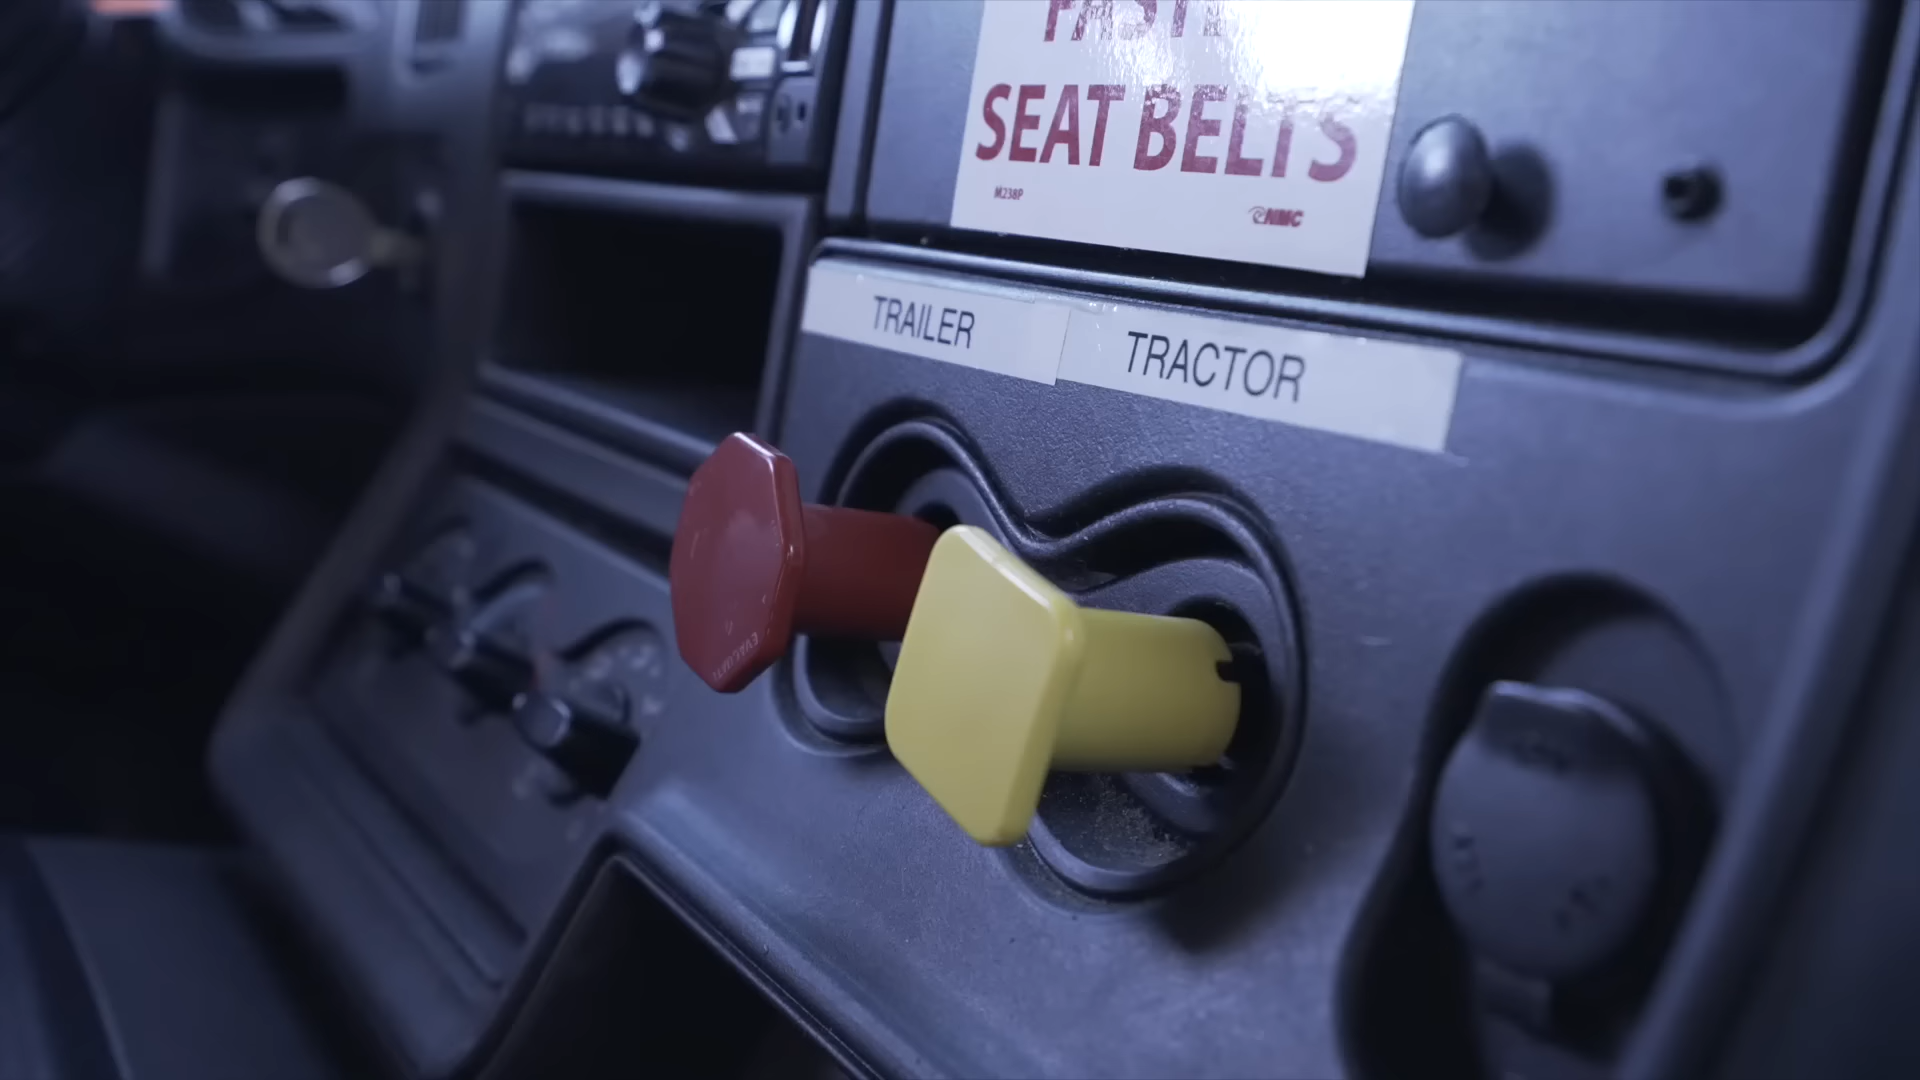 SEAT BELTS
M238P
NMC
TRAILER
TRACTOR